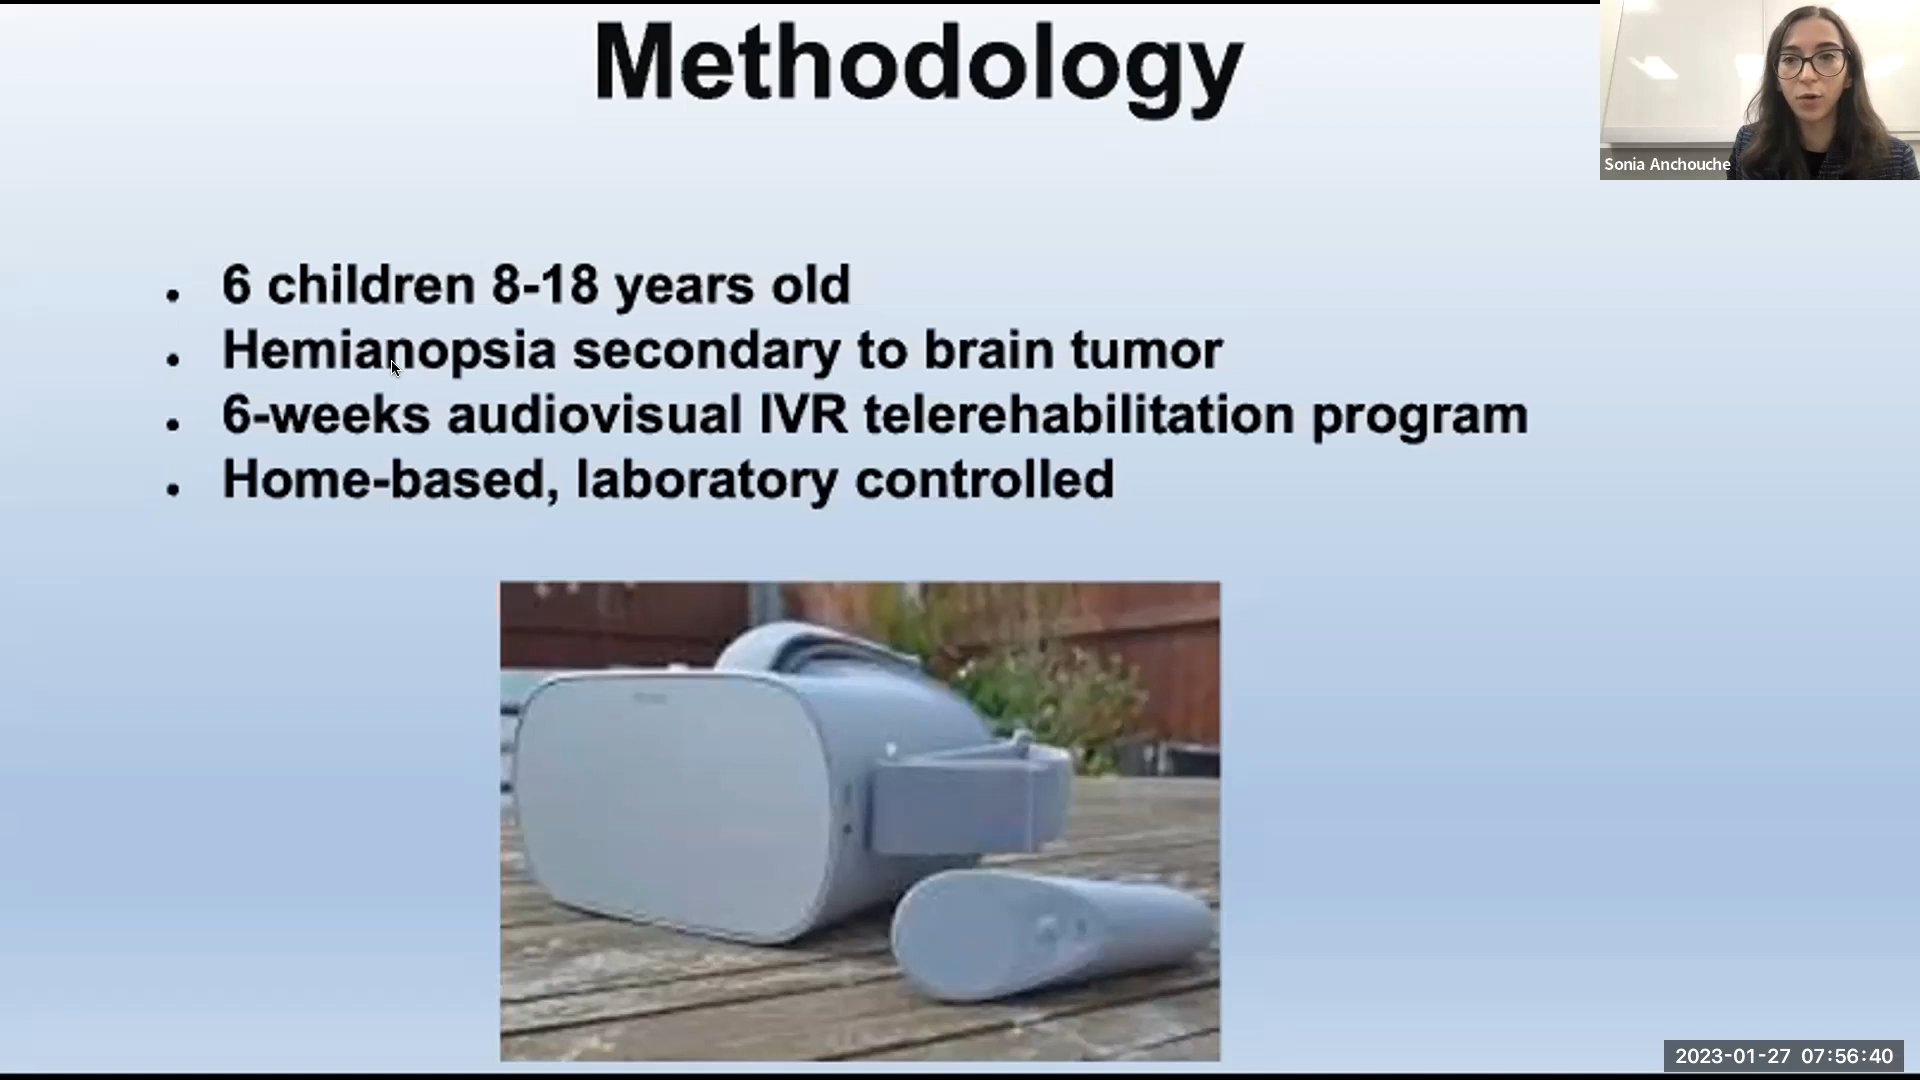 Methodology
Sonia Anchouche
• 6 children 8-18 years old
• Hemianopsia secondary to brain tumor
• 6-weeks audiovisual IVR telerehabilitation program
• Home-based, laboratory controlled
2023-01-27 07:56:40